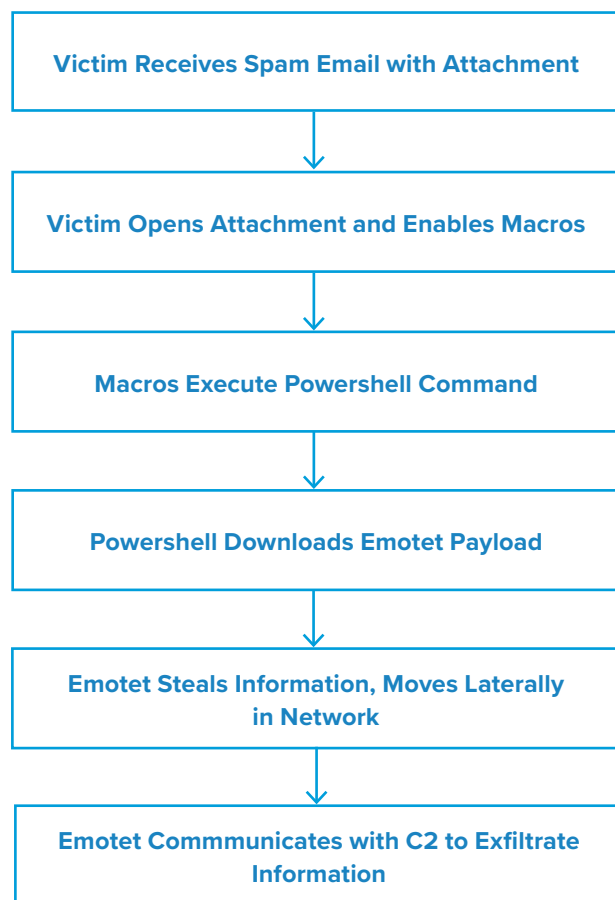 Victim Receives Spam Email with Attachment
Victim Opens Attachment and Enables Macros
Macros Execute Powershell Command
Powershell Downloads Emotet Payload
Emotet Steals Information, Moves Laterally
in Network
Emotet Commmunicates with C2 to Exfiltrate
Information